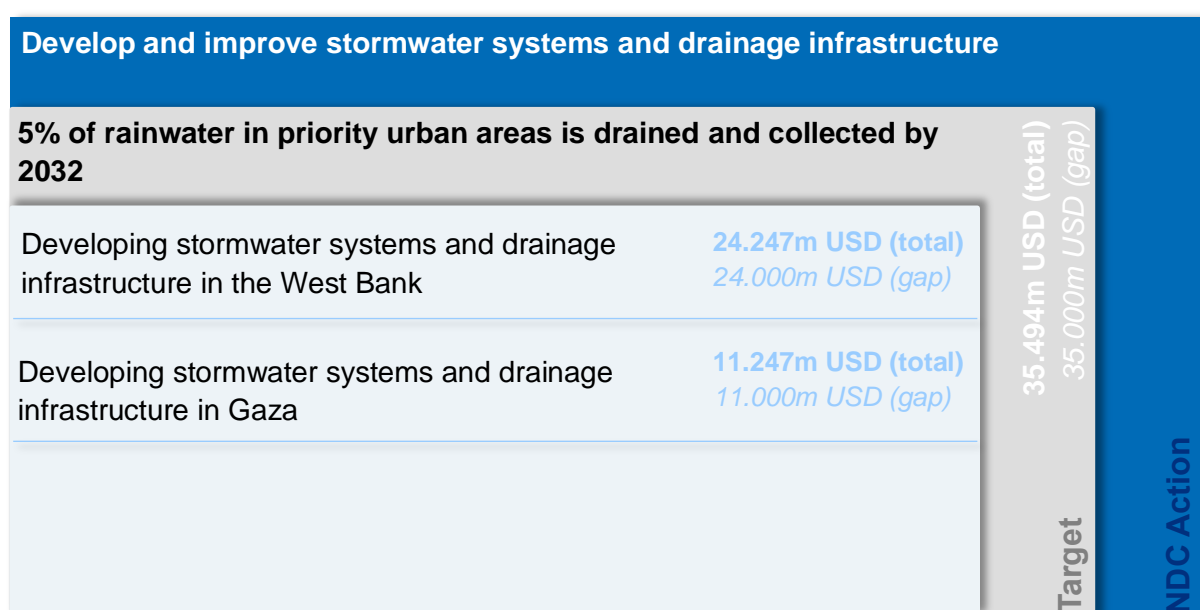 Develop and improve stormwater systems and drainage infrastructure
5% of rainwater in priority urban areas is drained and collected by
2032
Developing stormwater systems and drainage
infrastructure in the West Bank
24.247m USD (total)
24.000m USD (gap)
Developing stormwater systems and drainage
infrastructure in Gaza
11.247m USD (total)
11.000m USD (gap)
35.494m USD (total)
35.000m USD (gap)
Target
NDC Action